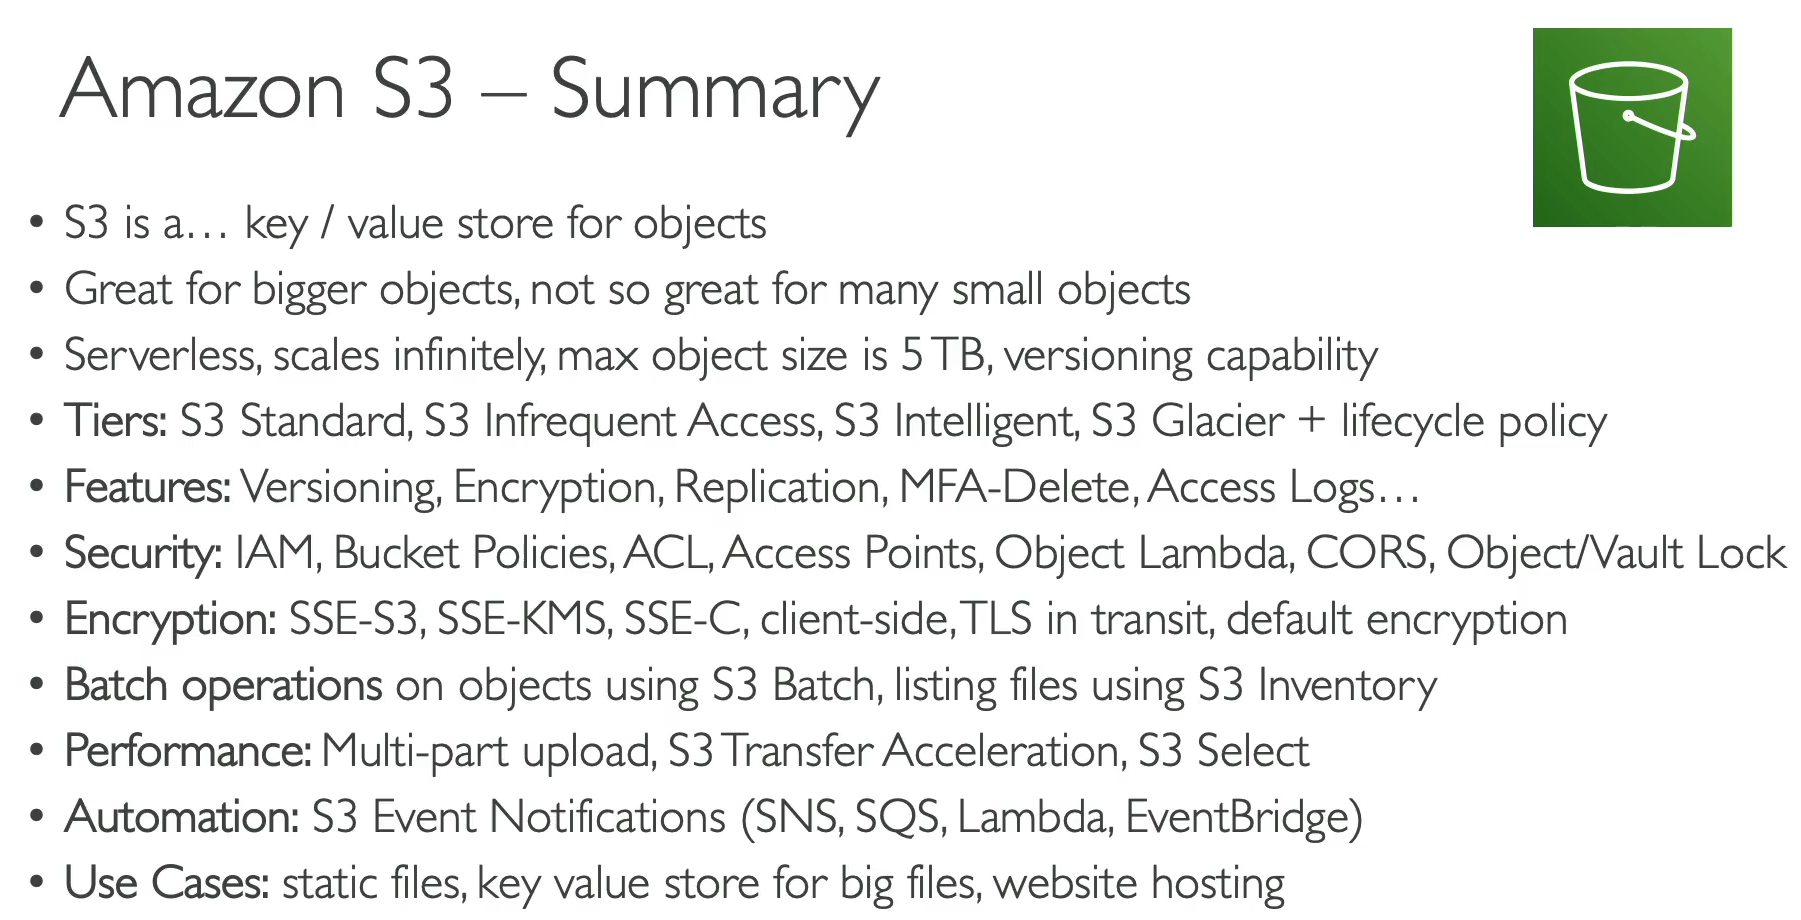 Amazon S3 – Summary
• S3 is a… key / value store for objects
• Great for bigger objects, not so great for many small objects
• Serverless, scales infinitely, max object size is 5 TB, versioning capability
• Tiers: S3 Standard, S3 Infrequent Access, S3 Intelligent, S3 Glacier + lifecycle policy
• Features: Versioning, Encryption, Replication, MFA-Delete, Access Logs…
• Security: IAM, Bucket Policies, ACL, Access Points, Object Lambda, CORS, Object/Vault Lock
• Encryption: SSE-S3, SSE-KMS, SSE-C, client-side, TLS in transit, default encryption
• Batch operations on objects using S3 Batch, listing files using S3 Inventory
• Performance: Multi-part upload, S3 Transfer Acceleration, S3 Select
• Automation: S3 Event Notifications (SNS, SQS, Lambda, EventBridge)
• Use Cases: static files, key value store for big files, website hosting